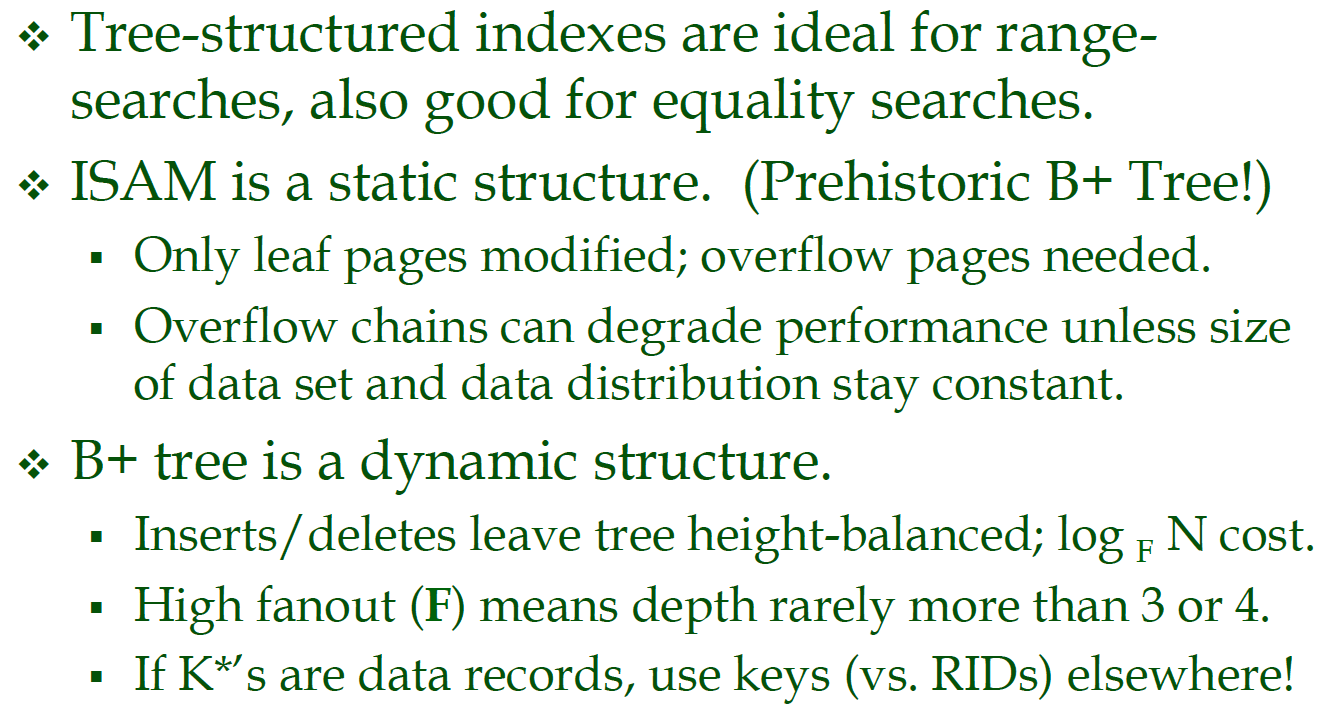 ❖ Tree-structured indexes are ideal for range-
searches, also good for equality searches.
❖ ISAM is a static structure.  (Prehistoric B+ Tree!)
▪ Only leaf pages modified; overflow pages needed.
▪ Overflow chains can degrade performance unless size
of data set and data distribution stay constant.
❖ B+ tree is a dynamic structure.
▪ Inserts/deletes leave tree height-balanced; log F N cost.
▪ High fanout (F) means depth rarely more than 3 or 4.
▪ If K*’s are data records, use keys (vs. RIDs) elsewhere!